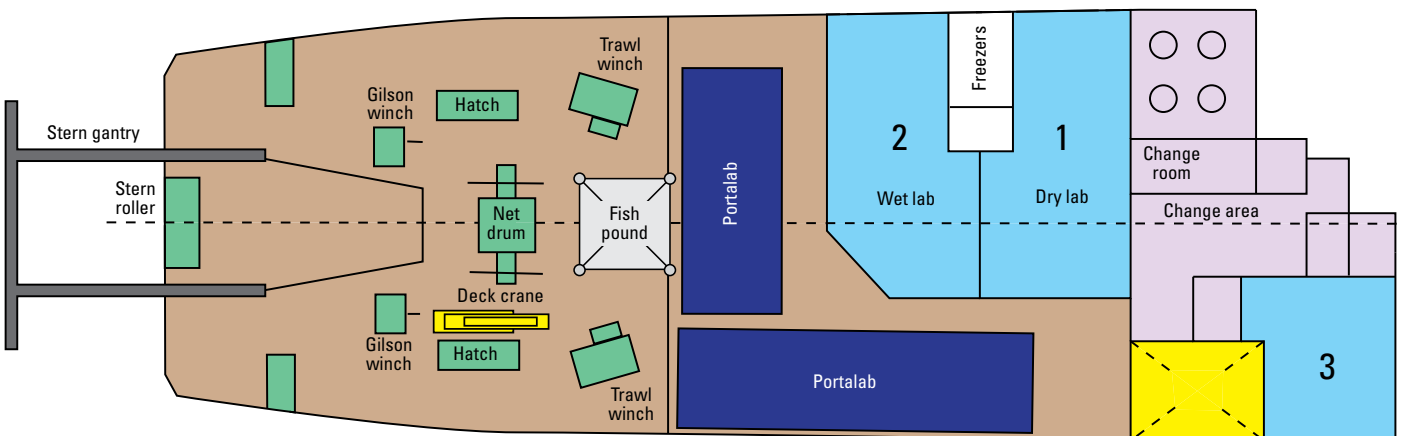 Stern gantry
Stern
roller
Gilson
winch
Hatch
Trawl
winch
Net
drum
Fish
pound
Deck crane
Gilson
winch
Hatch
Trawl
winch
Portalab
Portalab
Freezers
2
Wet lab
1
Dry lab
Change
room
Change area
3